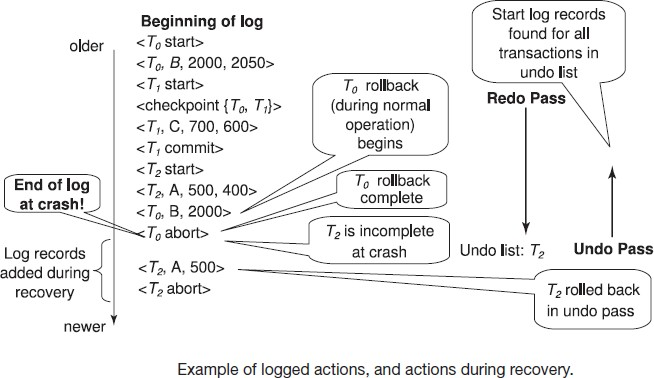 Beginning of log
older
<T0 start>
<T0, B, 2000, 2050>
<T1 start>
<checkpoint {T0, T1}>
<T1, C, 700, 600>
<T1 commit>
<T2 start>
<T2, A, 500, 400>
<T0, B, 2000>
<T0 abort>
<T2, A, 500>
<T2 abort>
newer
End of log
at crash!
Log records
added during
recovery
T0 rollback
(during normal
operation)
begins
T0 rollback
complete
T2 is incomplete
at crash
Start log records
found for all
transactions in
undo list
Redo Pass
Undo list: T2
Undo Pass
T2 rolled back
in undo pass
Example of logged actions, and actions during recovery.